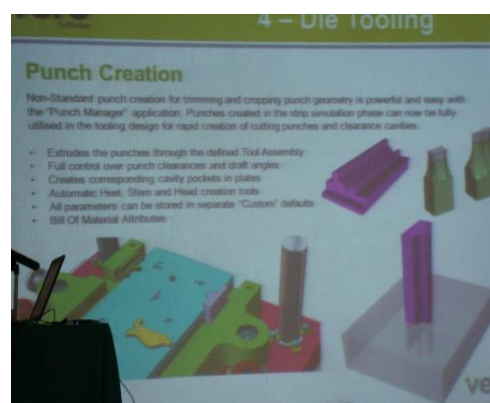 Software
4 – Die Tooling
Punch Creation
Non-Standard punch creation for trimming and cropping punch geometry is powerful and easy with
the "Punch Manager" application. Punches created in the strip simulation phase can now be fully
utilised in the tooling design for rapid creation of cutting punches and clearance cavities.
- Extrudes the punches through the defined Tool Assembly
- Full control over punch clearances and draft angles
- Creates corresponding cavity pockets in plates
- Automatic Heel, Stem and Head creation tools
- All parameters can be stored in separate "Custom" defaults
- Bill Of Material Attributes
ve